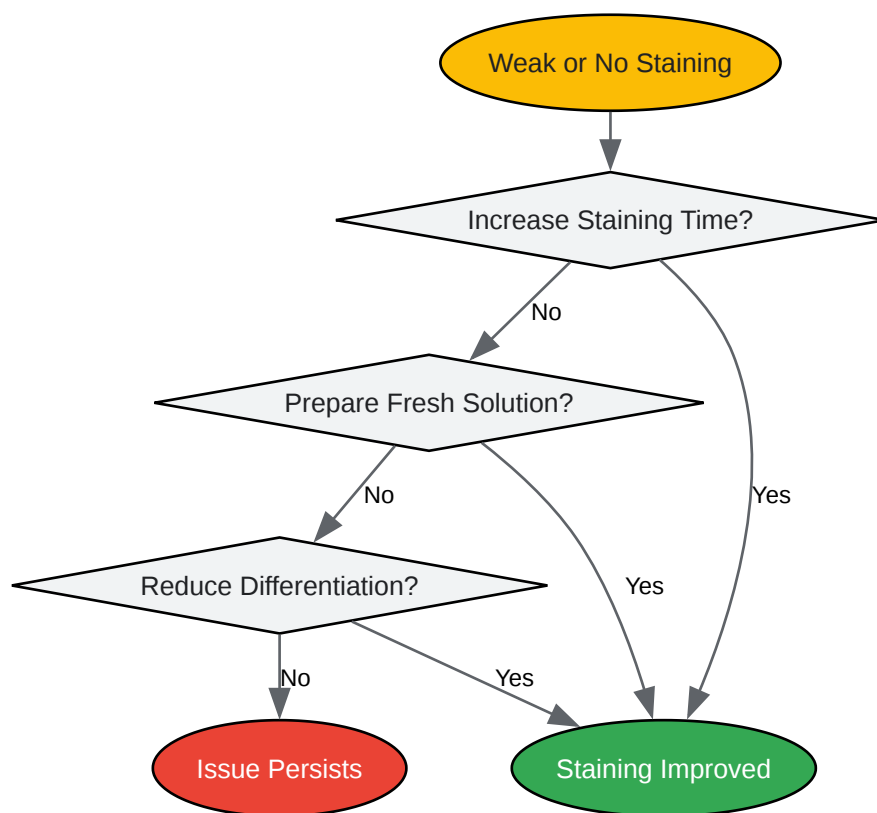 Weak or No Staining
Increase Staining Time?
No
Prepare Fresh Solution?
No
Yes
Reduce Differentiation?
Yes
No
Yes
Issue Persists
Staining Improved